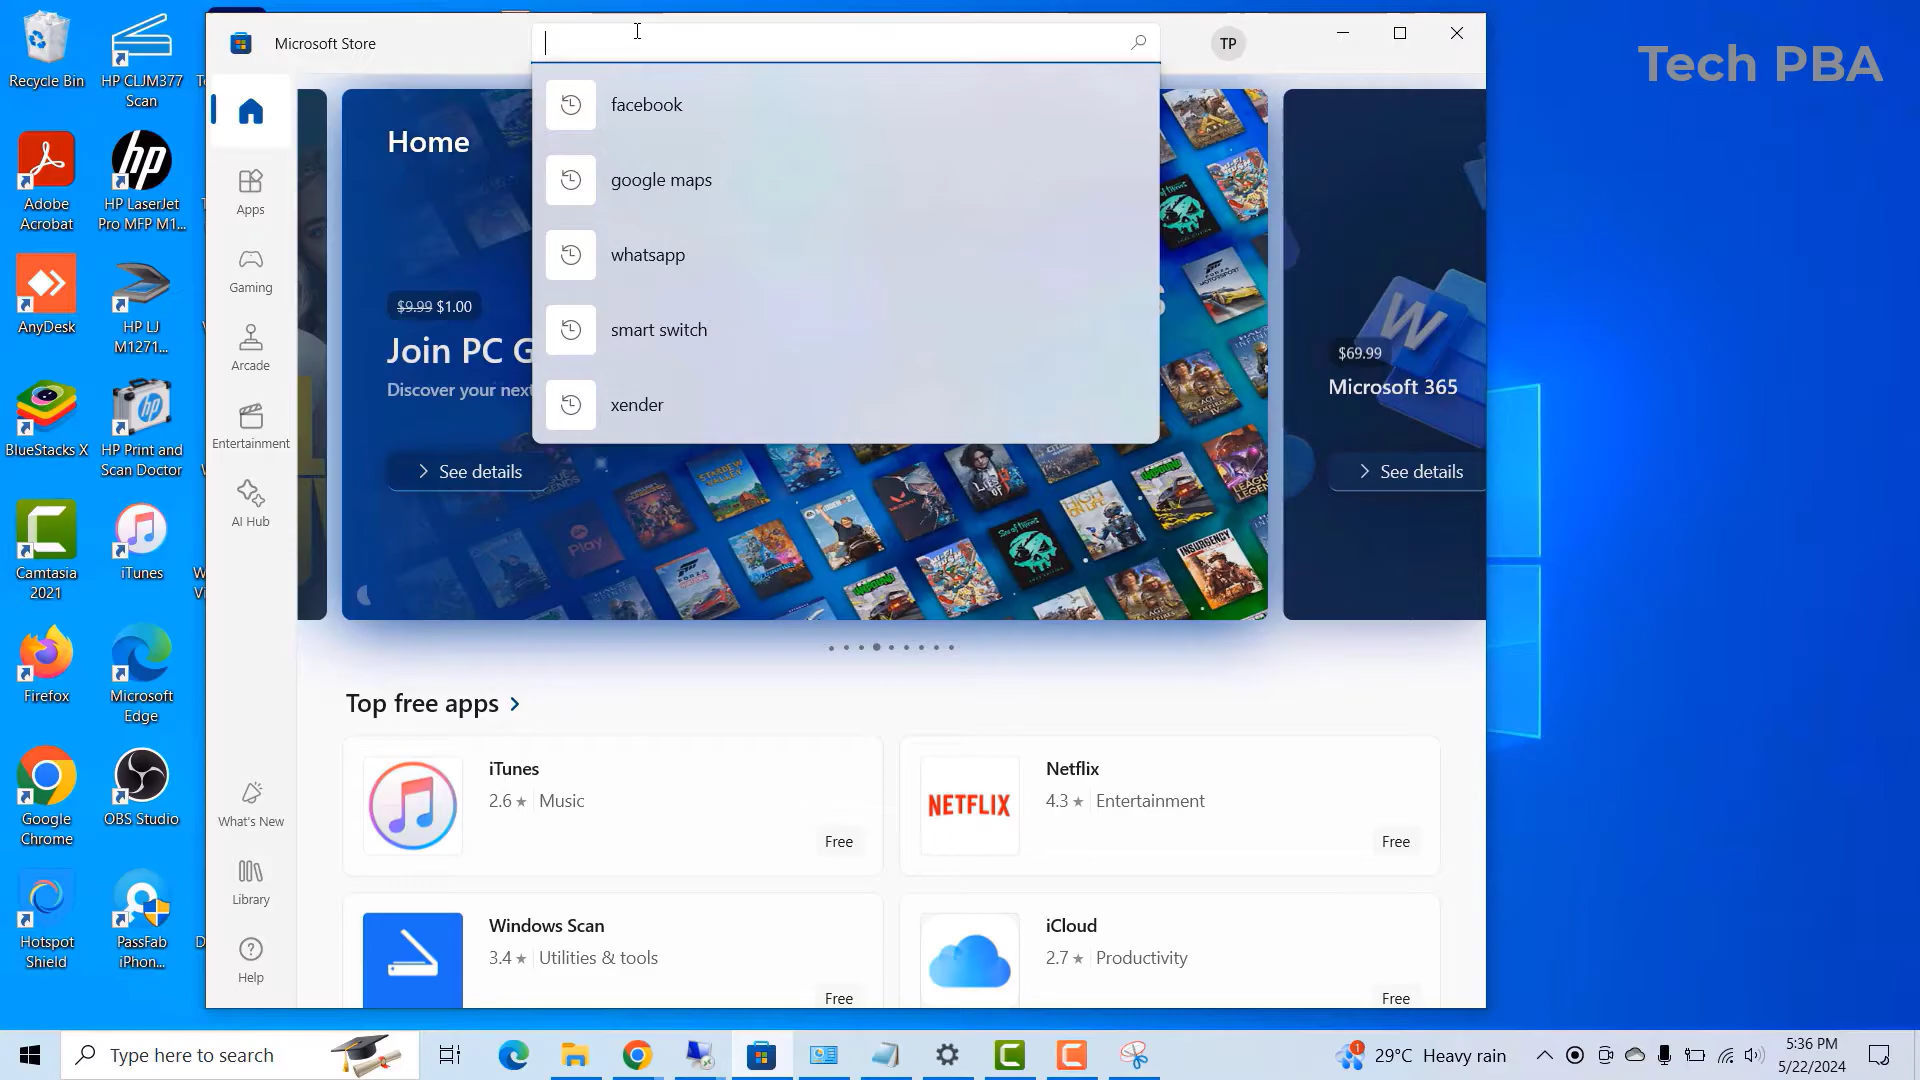 Recycle Bin
HP CLJM377
Scan
Adobe
Acrobat
HP LaserJet
Pro MFP M1...
AnyDesk
HP LJ
M1271...
BlueStacks X
HP Print and
Scan Doctor
Camtasia
2021
iTunes
Firefox
Microsoft
Edge
Google
Chrome
OBS Studio
Hotspot
Shield
PassFab
iPhon...
Microsoft Store
TP
Tech PBA
Apps
Gaming
Arcade
Entertainment
AI Hub
What's New
Library
Help
facebook
google maps
whatsapp
smart switch
xender
Home
$9.99 $1.00
Join PC G
Discover your next
See details
$69.99
Microsoft 365
See details
Top free apps
iTunes
2.6 ★ Music
Free
Netflix
4.3 ★ Entertainment
Free
NETFLIX
Windows Scan
3.4 ★ Utilities & tools
Free
iCloud
2.7 ★ Productivity
Free
Type here to search
1
29°C Heavy rain
5:36 PM
5/22/2024